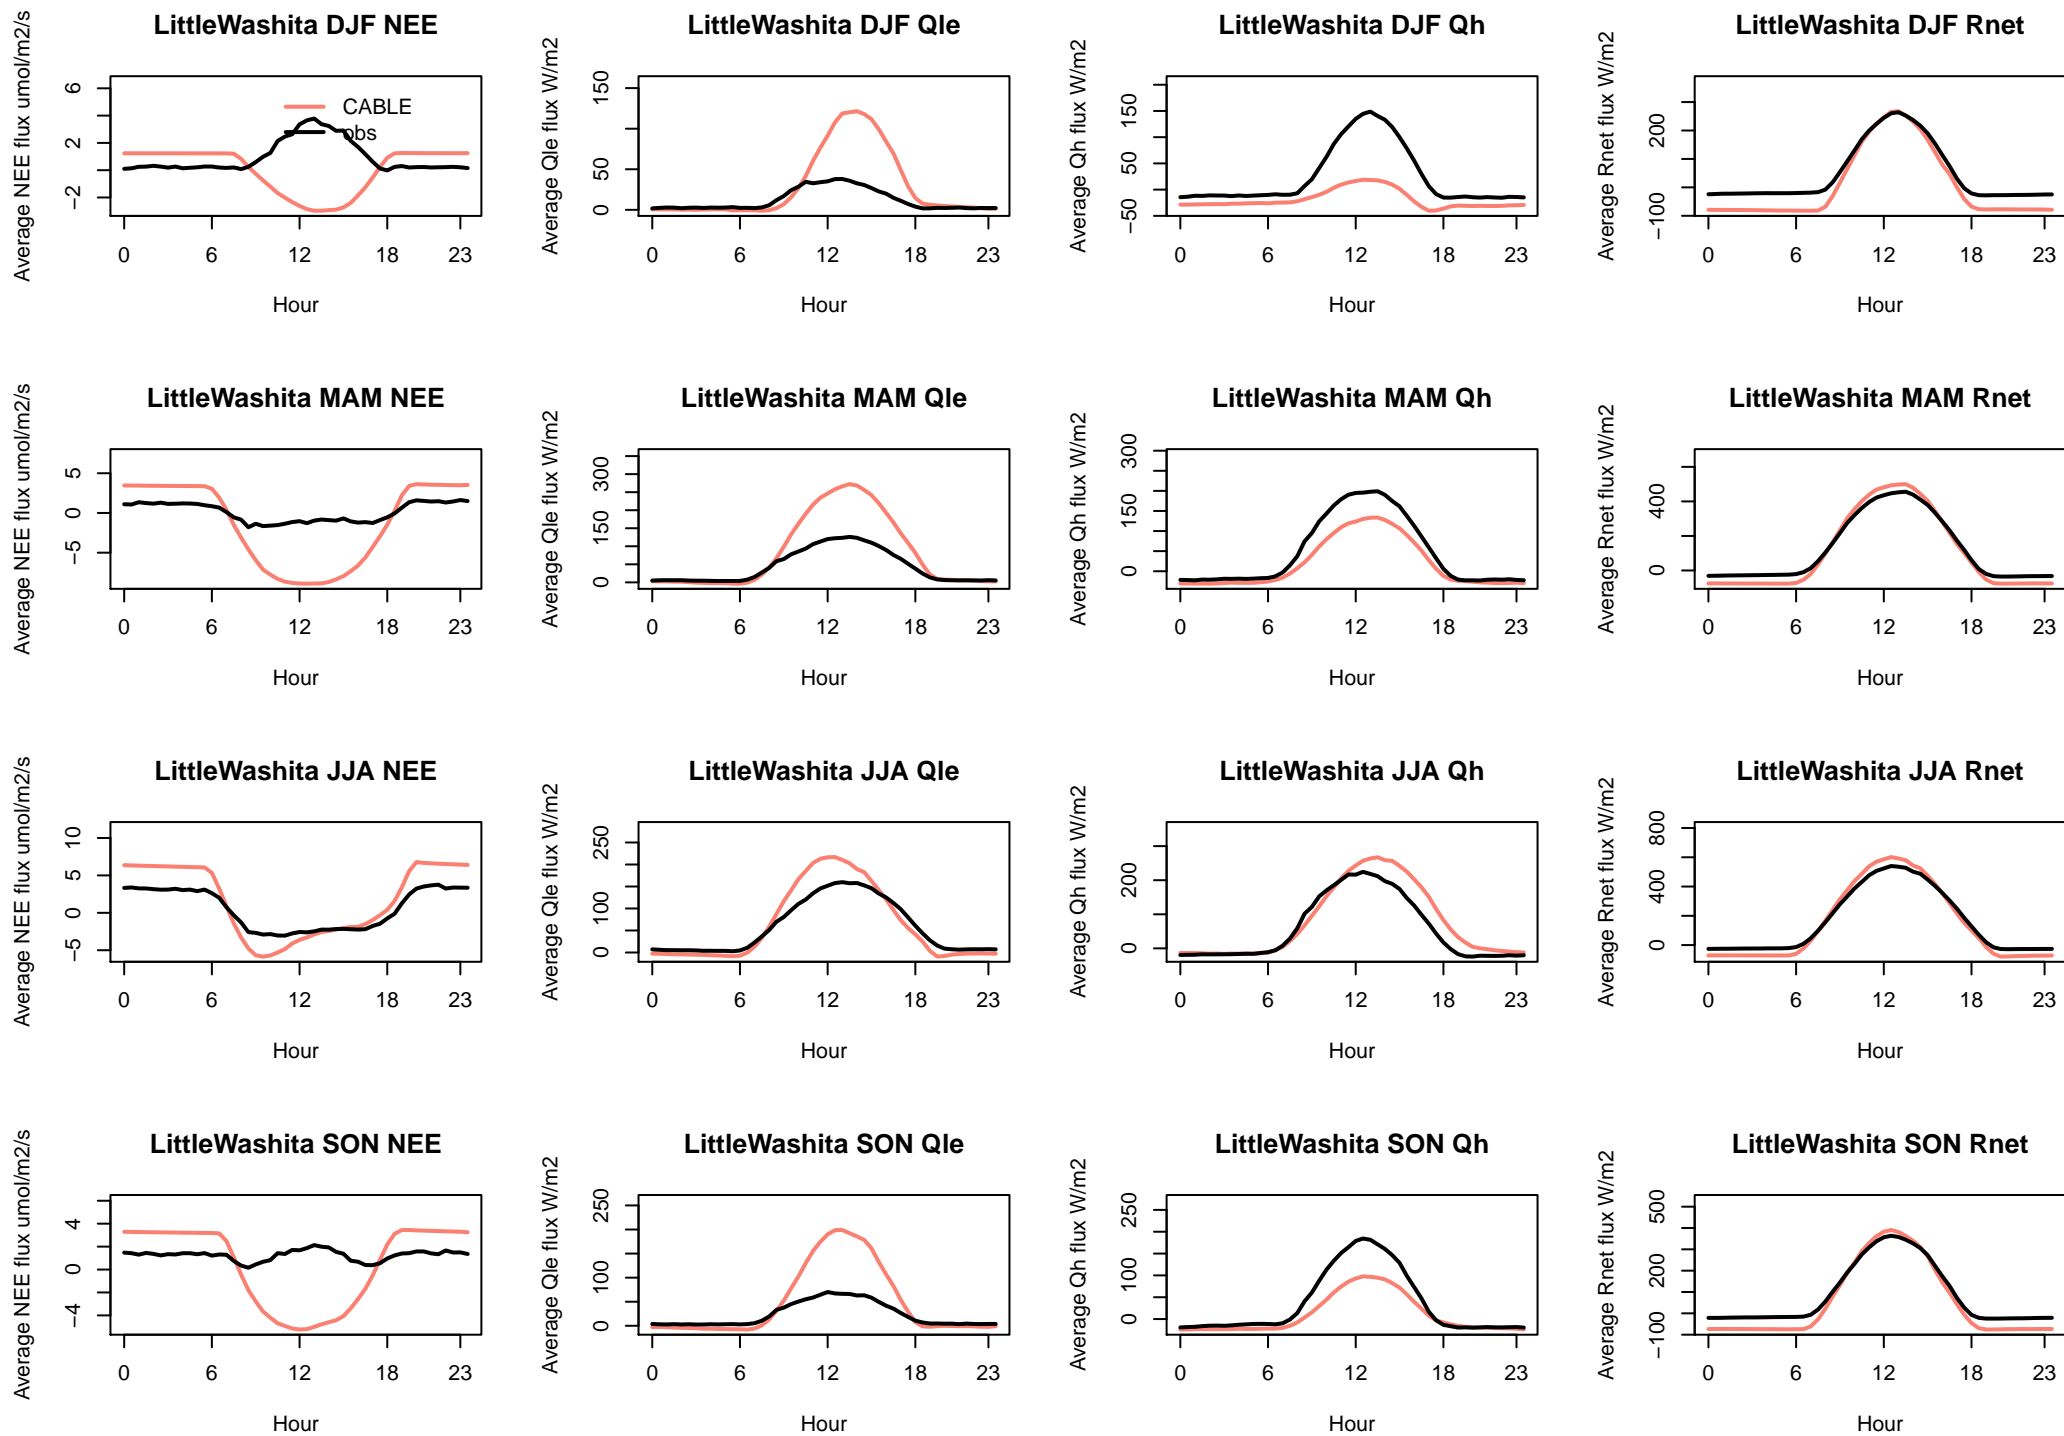 LittleWashita DJF NEE
Average NEE flux umol/m2/s
6
2
−2
CABLE
obs
0 6 12 18 23
Hour
LittleWashita DJF Qle
Average Qle flux W/m2
150
50
0
0 6 12 18 23
Hour
LittleWashita DJF Qh
Average Qh flux W/m2
150
50
−50
0 6 12 18 23
Hour
LittleWashita DJF Rnet
Average Rnet flux W/m2
200
−100
0 6 12 18 23
Hour
LittleWashita MAM NEE
Average NEE flux umol/m2/s
5
0
−5
0 6 12 18 23
Hour
LittleWashita MAM Qle
Average Qle flux W/m2
300
150
0
0 6 12 18 23
Hour
LittleWashita MAM Qh
Average Qh flux W/m2
300
150
0
0 6 12 18 23
Hour
LittleWashita MAM Rnet
Average Rnet flux W/m2
400
0
0 6 12 18 23
Hour
LittleWashita JJA NEE
Average NEE flux umol/m2/s
10
5
0
−5
0 6 12 18 23
Hour
LittleWashita JJA Qle
Average Qle flux W/m2
250
100
0
0 6 12 18 23
Hour
LittleWashita JJA Qh
Average Qh flux W/m2
200
0
0 6 12 18 23
Hour
LittleWashita JJA Rnet
Average Rnet flux W/m2
800
400
0
0 6 12 18 23
Hour
LittleWashita SON NEE
Average NEE flux umol/m2/s
4
0
−4
0 6 12 18 23
Hour
LittleWashita SON Qle
Average Qle flux W/m2
250
100
0
0 6 12 18 23
Hour
LittleWashita SON Qh
Average Qh flux W/m2
250
100
0
0 6 12 18 23
Hour
LittleWashita SON Rnet
Average Rnet flux W/m2
500
200
−100
0 6 12 18 23
Hour